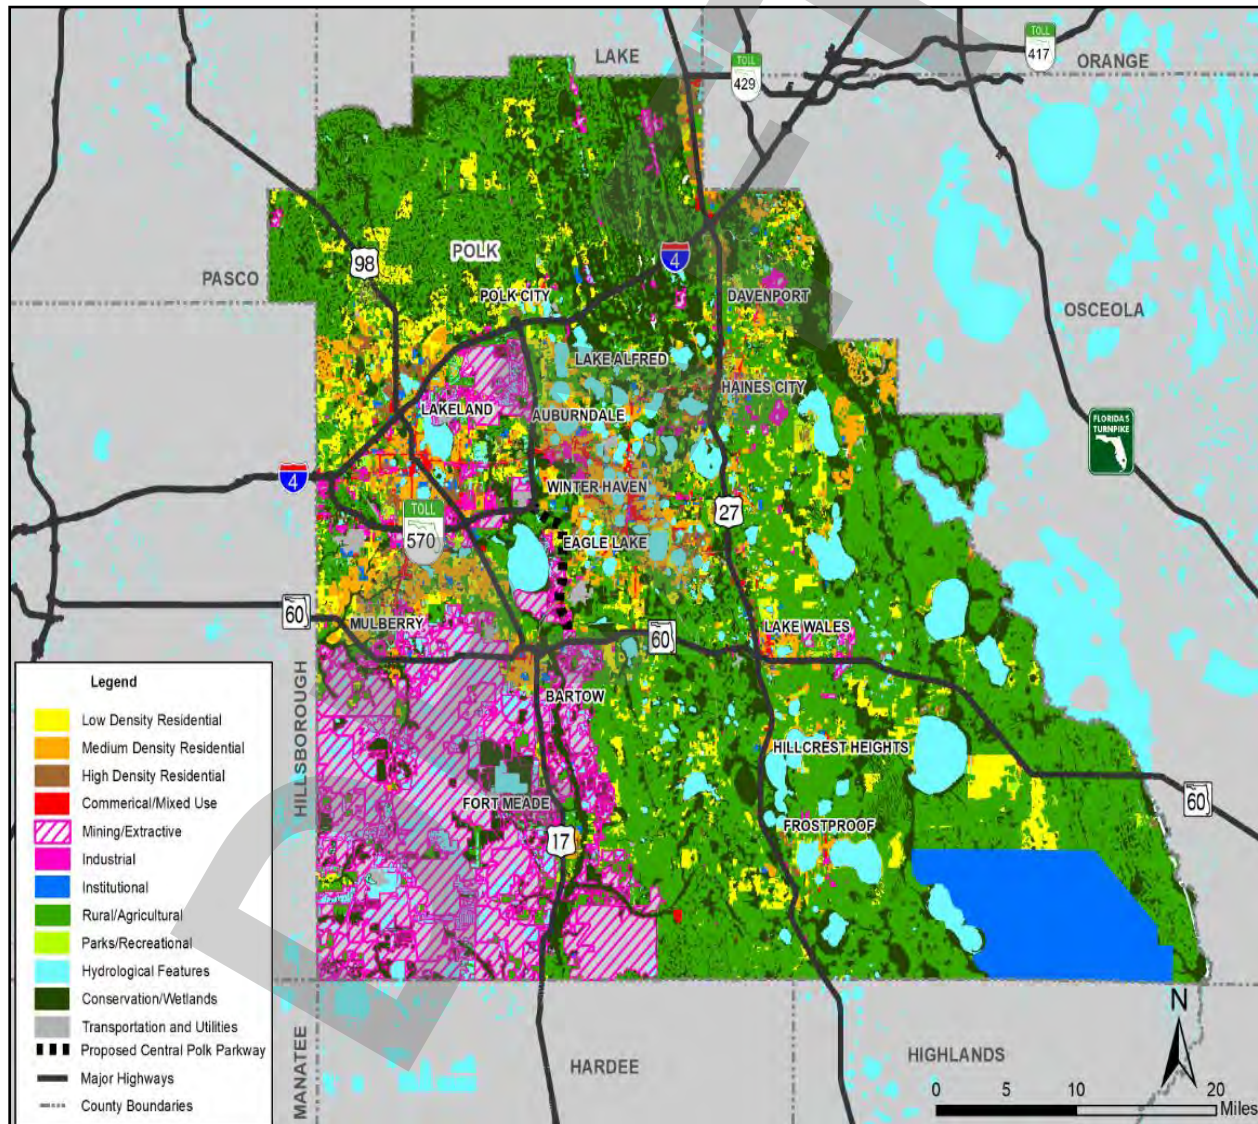 LAKE
TOLL
417
ORANGE
TOLL
429
POLK
98
4
PASCO
POLK CITY
DAVENPORT
OSCEOLA
LAKE ALFRED
HAINES CITY
LAKELAND
AUBURNDALE
FLORIDA'S
TURNPIKE
4
WINTER HAVEN
TOLL
570
27
EAGLE LAKE
60
MULBERRY
60
LAKE WALES
BARTOW
HILLCREST HEIGHTS
60
FORT MEADE
17
FROSTPROOF
HILLSBOROUGH
MANATEE
HARDEE
HIGHLANDS
Legend
Low Density Residential
Medium Density Residential
High Density Residential
Commerical/Mixed Use
Mining/Extractive
Industrial
Institutional
Rural/Agricultural
Parks/Recreational
Hydrological Features
Conservation/Wetlands
Transportation and Utilities
Proposed Central Polk Parkway
Major Highways
County Boundaries
N
0 5 10 20
Miles